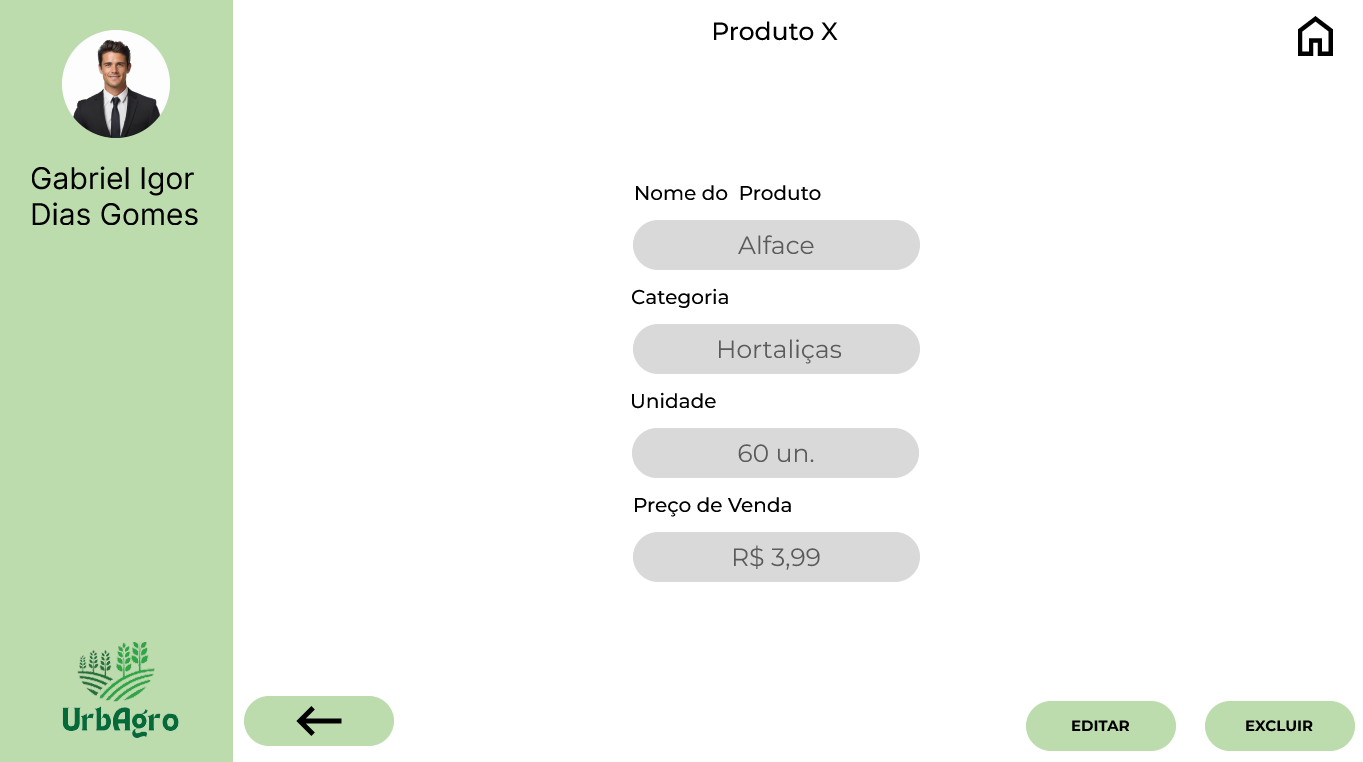 Produto X
Gabriel Igor
Dias Gomes
Nome do  Produto
Alface
Categoria
Hortaliças
Unidade
60 un.
Preço de Venda
R$ 3,99
UrbAgro
EDITAR
EXCLUIR